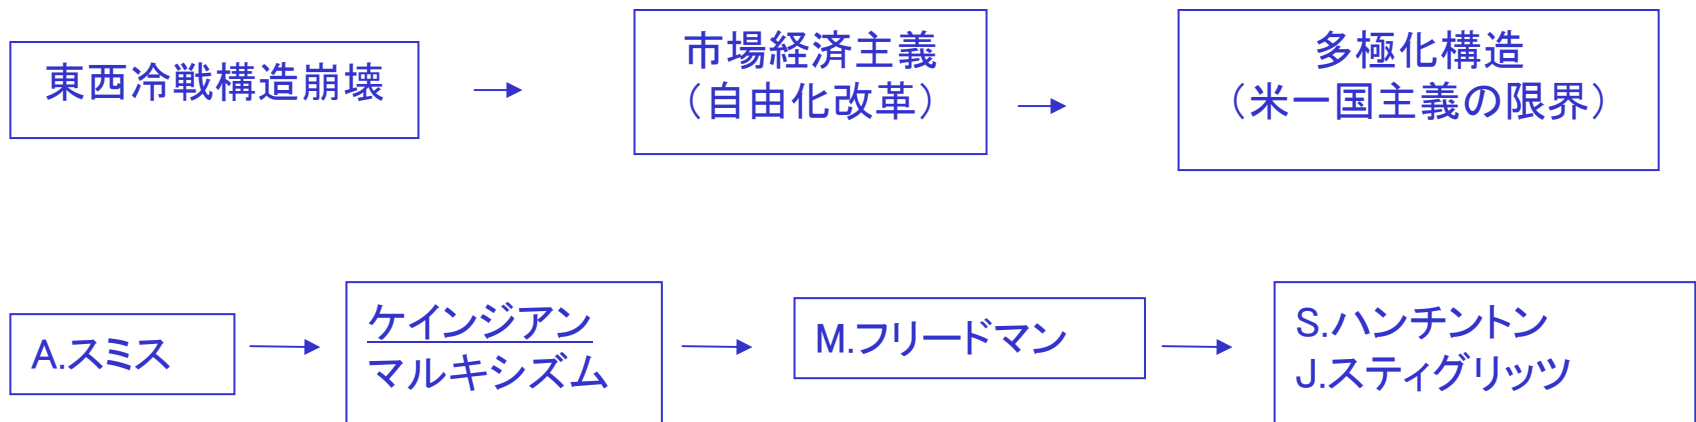 東西冷戦構造崩壊
市場経済主義
（自由化改革）
多極化構造
（米一国主義の限界）
A.スミス
ケインジアン
マルキシズム
M.フリードマン
S.ハンチントン
J.スティグリッツ